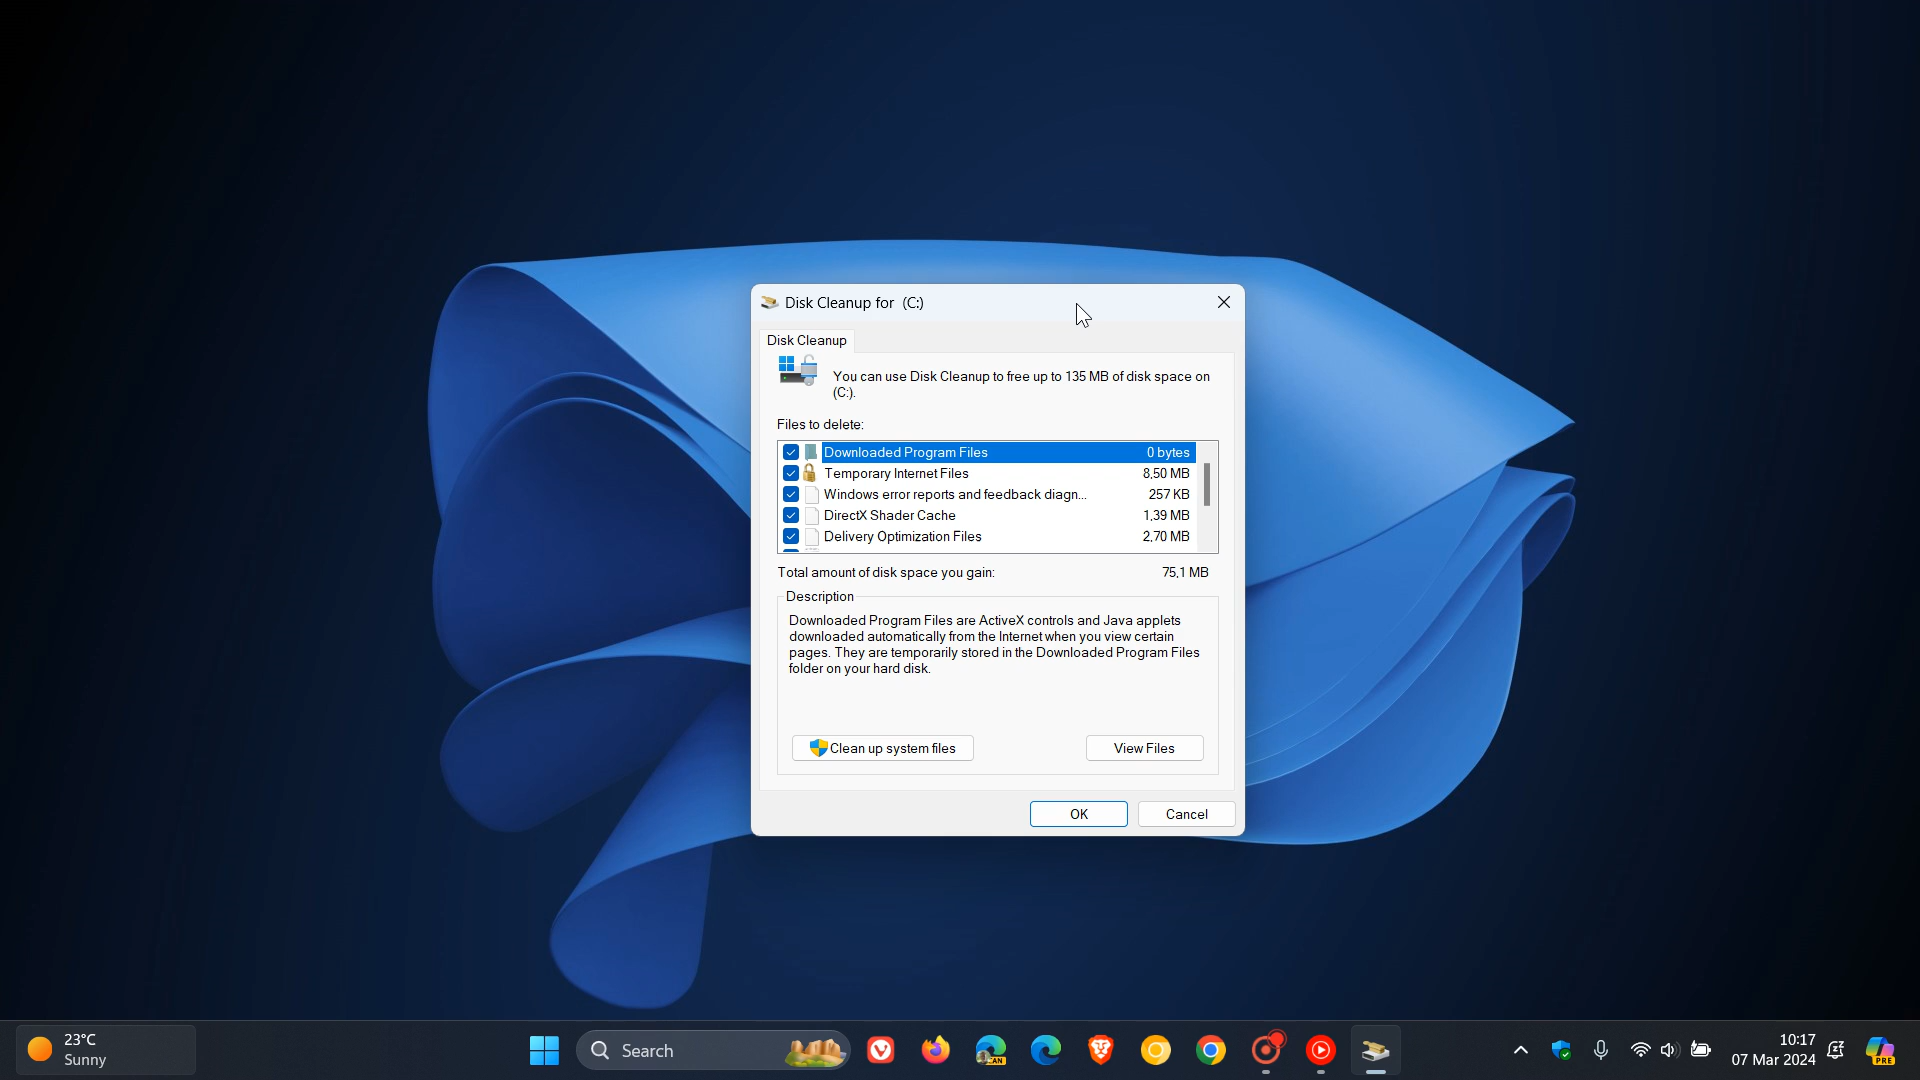 Disk Cleanup for  (C:)
Disk Cleanup
You can use Disk Cleanup to free up to 135 MB of disk space on
(C:).
Files to delete:
Downloaded Program Files 0 bytes
Temporary Internet Files 8,50 MB
Windows error reports and feedback diagn... 257 KB
DirectX Shader Cache 1,39 MB
Delivery Optimization Files 2,70 MB
Total amount of disk space you gain: 75,1 MB
Description
Downloaded Program Files are ActiveX controls and Java applets
downloaded automatically from the Internet when you view certain
pages. They are temporarily stored in the Downloaded Program Files
folder on your hard disk.
Clean up system files View Files
OK Cancel
23°C
Sunny
Search
CAN
10:17
07 Mar 2024
PRE